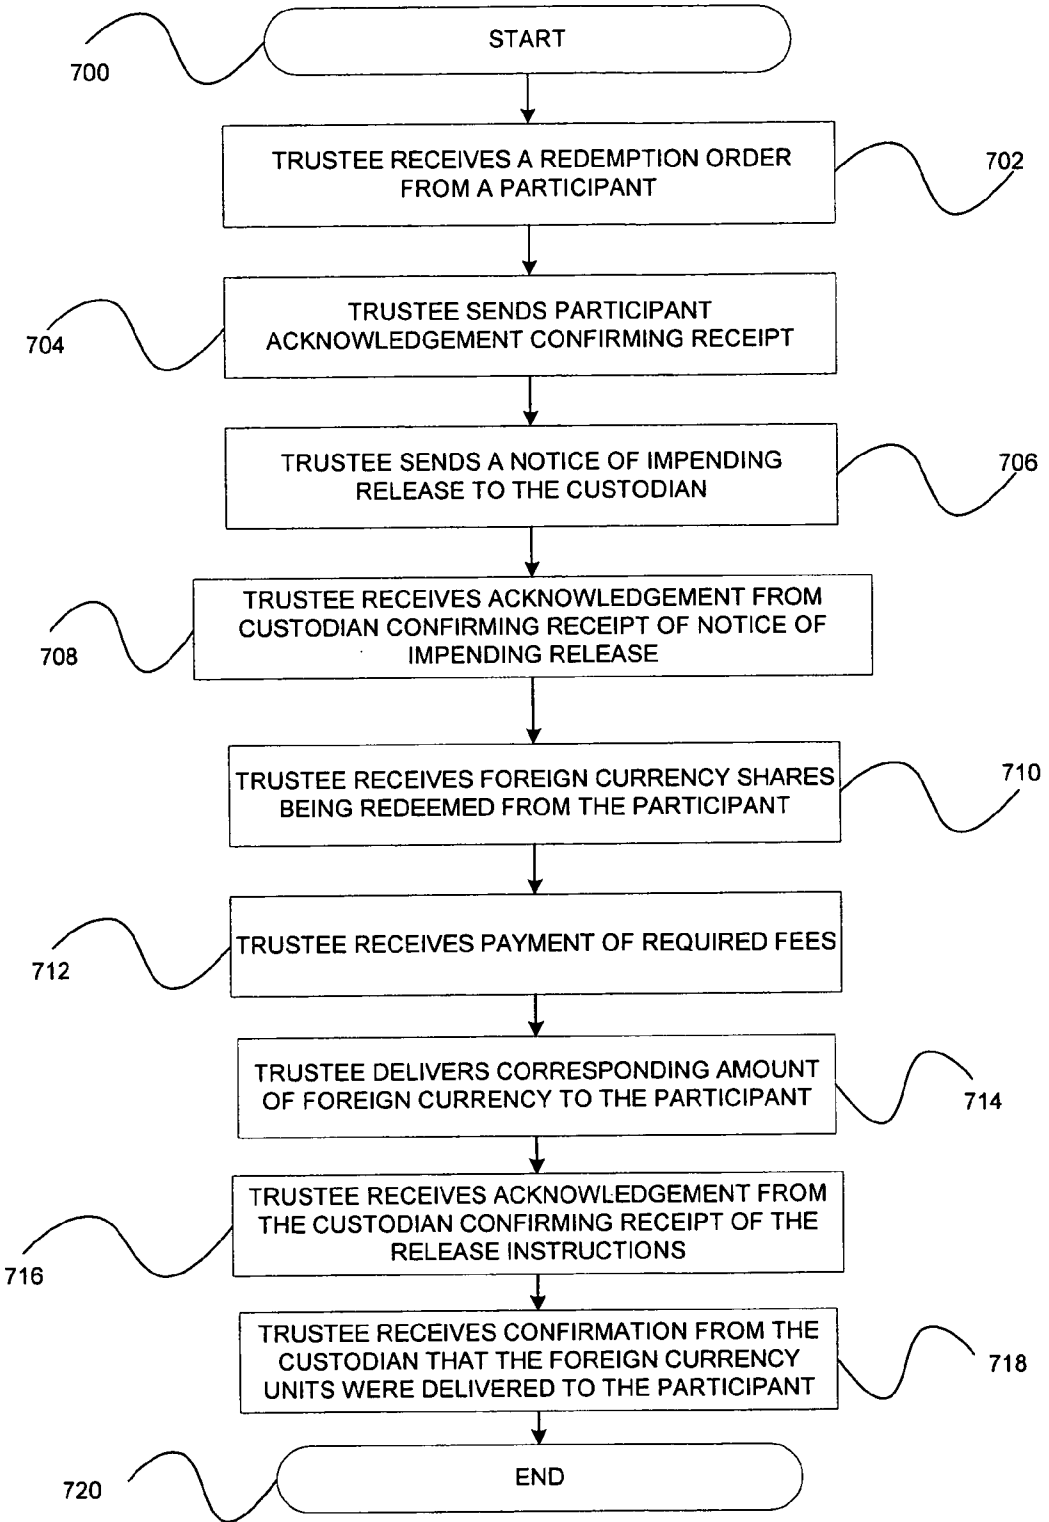 START
700
TRUSTEE RECEIVES A REDEMPTION ORDER
FROM A PARTICIPANT
702
TRUSTEE SENDS PARTICIPANT
ACKNOWLEDGEMENT CONFIRMING RECEIPT
704
TRUSTEE SENDS A NOTICE OF IMPENDING
RELEASE TO THE CUSTODIAN
706
TRUSTEE RECEIVES ACKNOWLEDGEMENT FROM
CUSTODIAN CONFIRMING RECEIPT OF NOTICE OF
IMPENDING RELEASE
708
TRUSTEE RECEIVES FOREIGN CURRENCY SHARES
BEING REDEEMED FROM THE PARTICIPANT
710
TRUSTEE RECEIVES PAYMENT OF REQUIRED FEES
712
TRUSTEE DELIVERS CORRESPONDING AMOUNT
OF FOREIGN CURRENCY TO THE PARTICIPANT
714
TRUSTEE RECEIVES ACKNOWLEDGEMENT FROM
THE CUSTODIAN CONFIRMING RECEIPT OF THE
RELEASE INSTRUCTIONS
716
TRUSTEE RECEIVES CONFIRMATION FROM THE
CUSTODIAN THAT THE FOREIGN CURRENCY
UNITS WERE DELIVERED TO THE PARTICIPANT
718
END
720